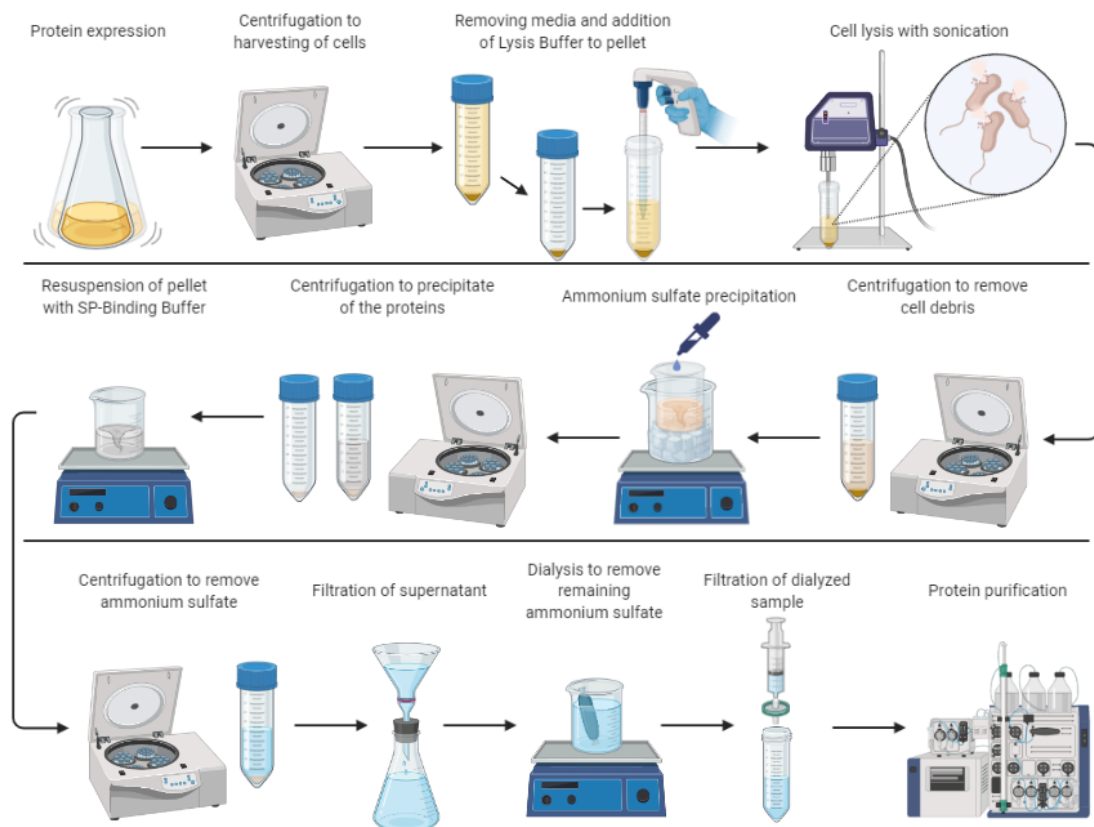 Protein expression
Centrifugation to
harvesting of cells
Removing media and addition
of Lysis Buffer to pellet
Cell lysis with sonication
Resuspension of pellet
with SP-Binding Buffer
Centrifugation to precipitate
of the proteins
Ammonium sulfate precipitation
Centrifugation to remove
cell debris
Centrifugation to remove
ammonium sulfate
Filtration of supernatant
Dialysis to remove
remaining
ammonium sulfate
Filtration of dialyzed
sample
Protein purification